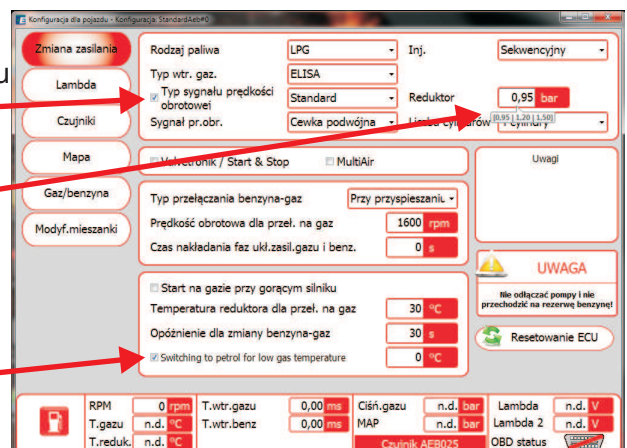 Konfiguracja dla pojazdu - Konfiguracja: StandardAeb#0
u
Zmiana zasilania
Lambda
Czujniki
Mapa
Gaz/benzyna
Modyf.mieszanki
Rodzaj paliwa LPG Inj. Sekwencyjny
Typ wtr. gaz. ELISA
Typ sygnału prędkości obrotowej Standard Reduktor 0,95 bar
[0,95 | 1,20 | 1,50]
Sygnał pr.obr. Cewka podwójna Liczba cylindrów cylindry
Valvetronik / Start & Stop MultiAir
Uwagi
Typ przełączania benzyna-gaz Przy przyspieszaniu
Prędkość obrotowa dla przeł. na gaz 1600 rpm
Czas nakładania faz ukł.zasil.gazu i benz. 0 s
UWAGA
Nie odłączać pompy i nie
przechodzić na rezerwę benzyne!
Start na gazie przy gorącym silniku
Temperatura reduktora dla przeł. na gaz 30 °C
Opóźnienie dla zmiany benzyna-gaz 30 s
Switching to petrol for low gas temperature 0 °C
Resetowanie ECU
RPM 0 rpm T.wtr.gazu 0,00 ms Ciśń.gazu n.d. bar Lambda n.d. V
T.gazu n.d. °C T.wtr.benz 0,00 ms MAP n.d. bar Lambda 2 n.d. V
T.reduk. n.d. °C Czujnik AEB025 OBD status